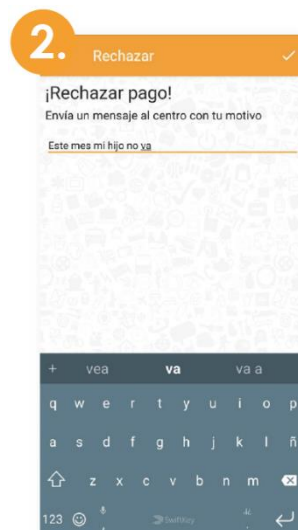 2.
Rechazar
¡Rechazar pago!
Envía un mensaje al centro con tu motivo
Este mes mi hijo no va
+ vea va va a
q w e r t y u i o p
a s d f g h j k l ñ
z x c v b n m
123 , SwiftKey .